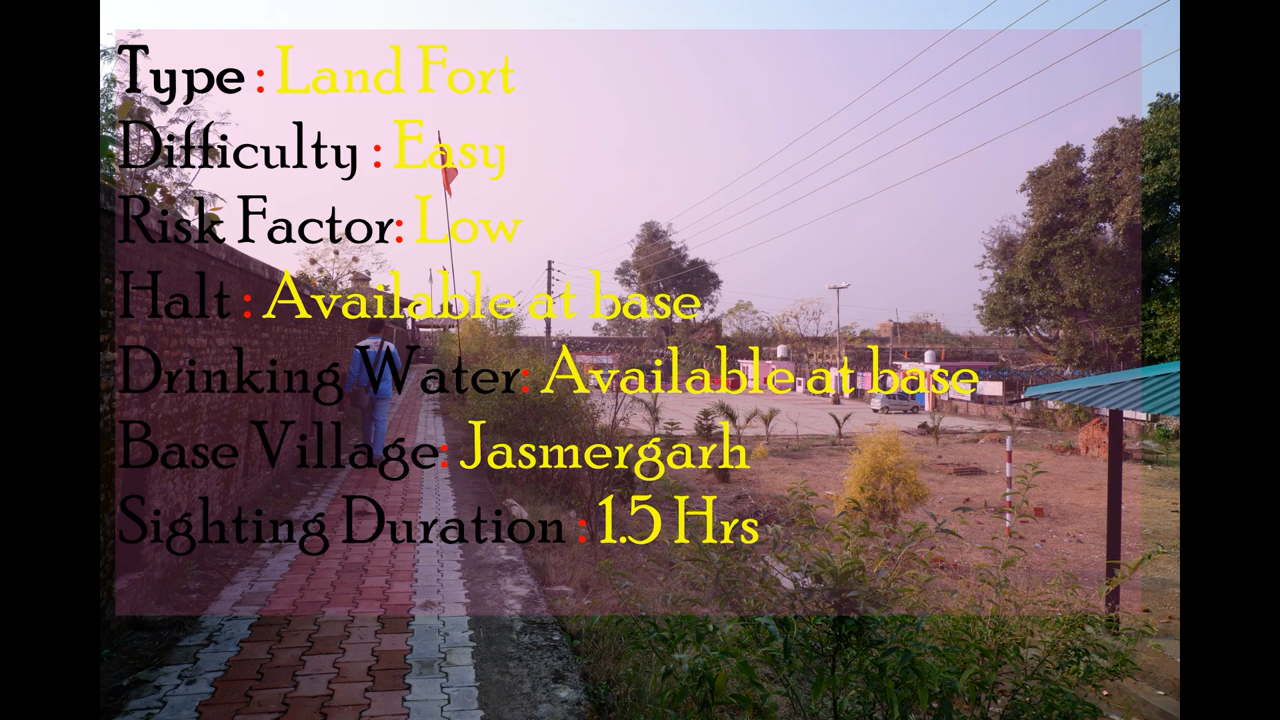 Type : Land Fort
Difficulty : Easy
Risk Factor: Low
Halt : Available at base
Drinking Water: Available at base
Base Village: Jasmergarh
Sighting Duration : 1.5 Hrs